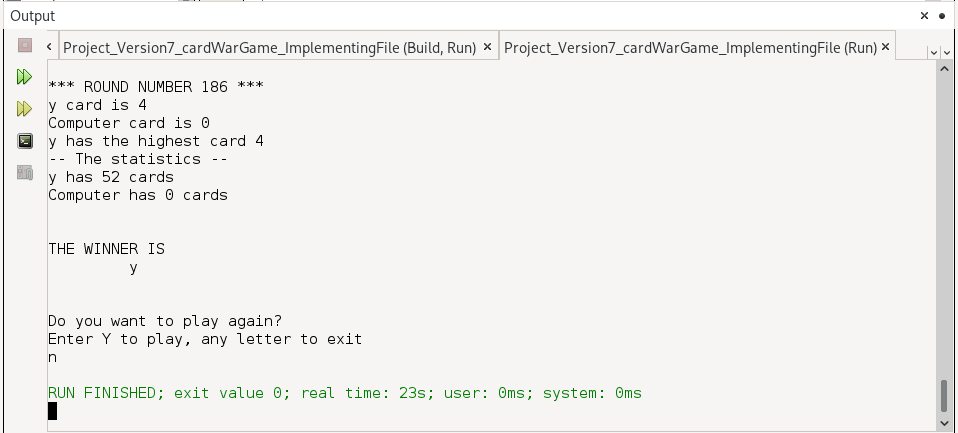 Output
Project_Version7_cardWarGame_ImplementingFile (Build, Run) × Project_Version7_cardWarGame_ImplementingFile (Run) ×
*** ROUND NUMBER 186 ***
y card is 4
Computer card is 0
y has the highest card 4
-- The statistics --
y has 52 cards
Computer has 0 cards
THE WINNER IS
y
Do you want to play again?
Enter Y to play, any letter to exit
n
RUN FINISHED; exit value 0; real time: 23s; user: 0ms; system: 0ms